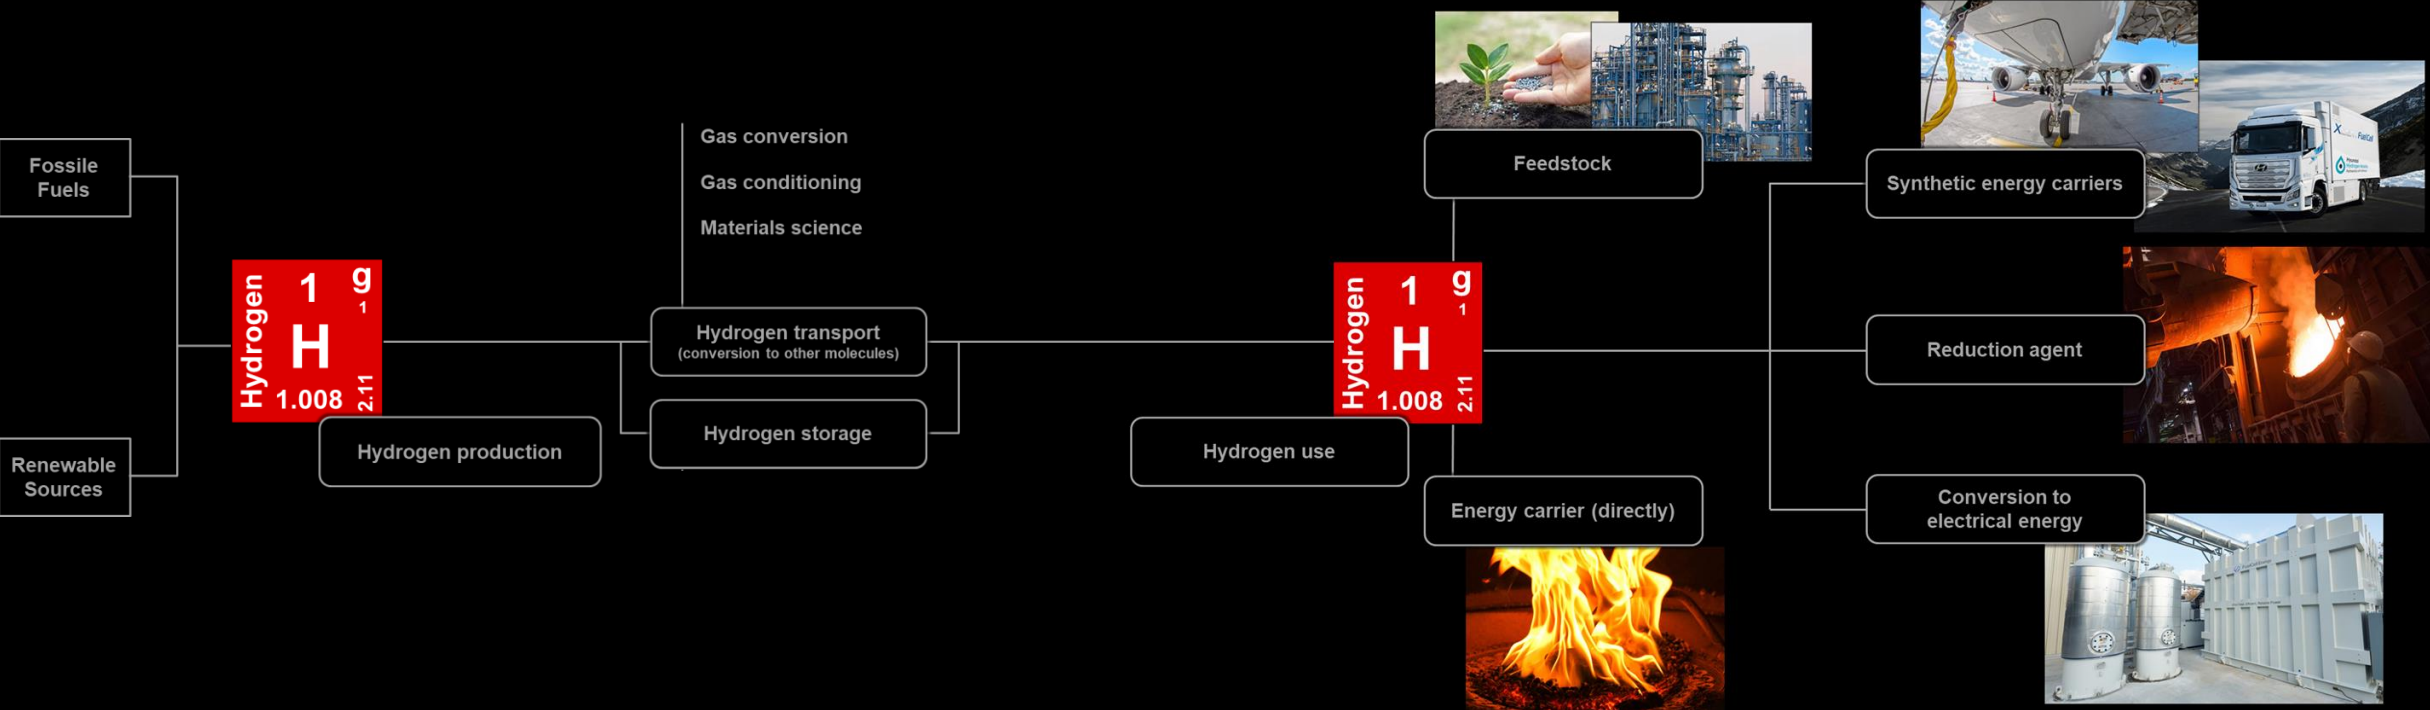 Fossile
Fuels
Renewable
Sources
Hydrogen
1
g
1
H
1.008
2.11
Hydrogen production
Gas conversion
Gas conditioning
Materials science
Hydrogen transport
(conversion to other molecules)
Hydrogen storage
Hydrogen
1
g
1
H
1.008
2.11
Hydrogen use
Feedstock
Energy carrier (directly)
Synthetic energy carriers
Reduction agent
Conversion to
electrical energy